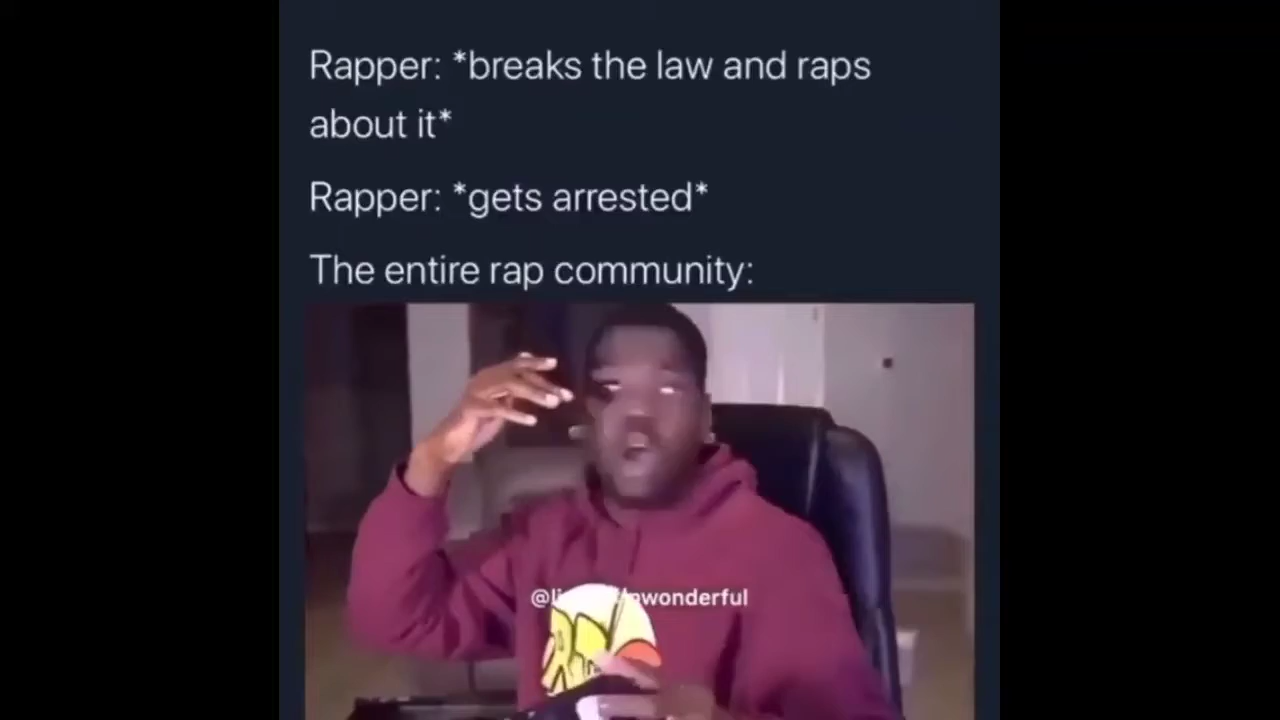 Rapper: *breaks the law and raps
about it*
Rapper: *gets arrested*
The entire rap community: